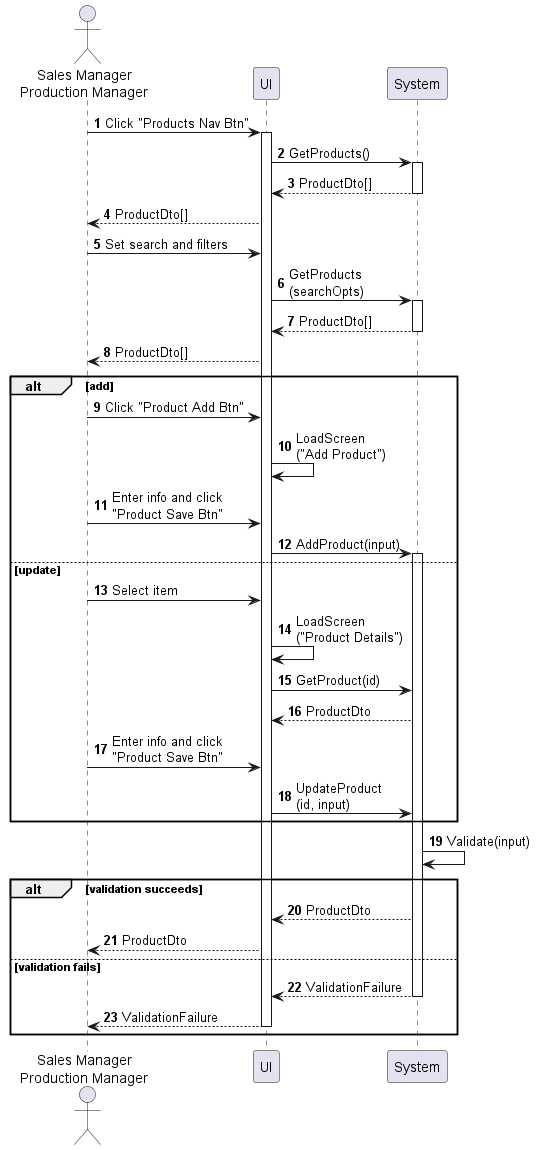 Sales Manager
Production Manager
UI
System
1 Click "Products Nav Btn"
2 GetProducts()
3 ProductDto[]
4 ProductDto[]
5 Set search and filters
6 GetProducts
(searchOpts)
7 ProductDto[]
8 ProductDto[]
alt [add]
9 Click "Product Add Btn"
10 LoadScreen
("Add Product")
11 Enter info and click
"Product Save Btn"
12 AddProduct(input)
[update]
13 Select item
14 LoadScreen
("Product Details")
15 GetProduct(id)
16 ProductDto
17 Enter info and click
"Product Save Btn"
18 UpdateProduct
(id, input)
19 Validate(input)
alt [validation succeeds]
20 ProductDto
21 ProductDto
[validation fails]
22 ValidationFailure
23 ValidationFailure
Sales Manager
Production Manager
UI
System